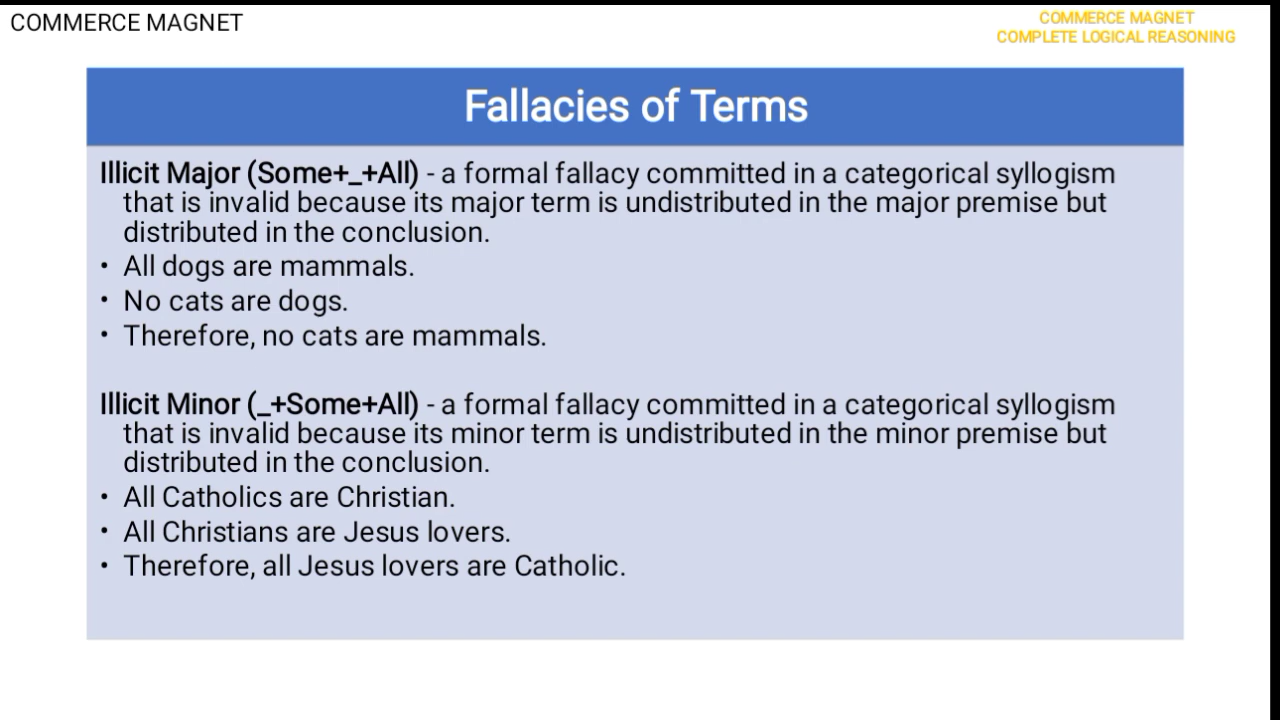 COMMERCE MAGNET
COMMERCE MAGNET
COMPLETE LOGICAL REASONING
Fallacies of Terms
Illicit Major (Some+_+All) - a formal fallacy committed in a categorical syllogism
that is invalid because its major term is undistributed in the major premise but
distributed in the conclusion.
• All dogs are mammals.
• No cats are dogs.
• Therefore, no cats are mammals.
Illicit Minor (_+Some+All) - a formal fallacy committed in a categorical syllogism
that is invalid because its minor term is undistributed in the minor premise but
distributed in the conclusion.
• All Catholics are Christian.
• All Christians are Jesus lovers.
• Therefore, all Jesus lovers are Catholic.